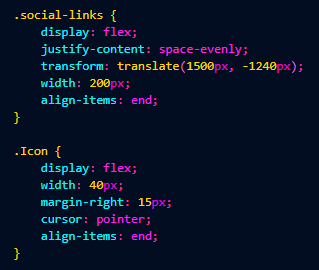 .social-links {
    display: flex;
    justify-content: space-evenly;
    transform: translate(1500px, -1240px);
    width: 200px;
    align-items: end;
}

.Icon {
    display: flex;
    width: 40px;
    margin-right: 15px;
    cursor: pointer;
    align-items: end;
}